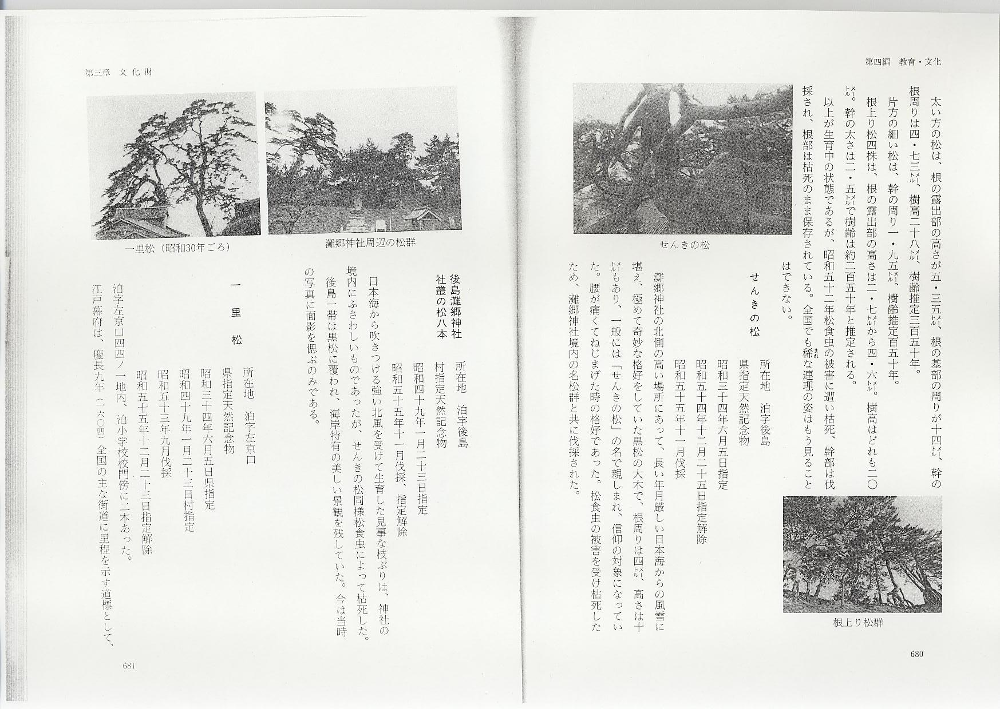 第四編　教育・文化
太い方の松は、根の露出部の高さが五・三五メートル、根の基部の周りが十四メートル、幹の
根周りは四・七三メートル、樹高二十八メートル、樹齢推定三百五十年。
片方の細い松は、幹の周り一・九五メートル、樹齢推定百五十年。
根上り松四株は、根の露出部の高さは二・七メートルから四・六メートル。樹高はどれも二〇
メートル。幹の太さは二・五メートルで樹齢は約二百五十年と推定される。
以上が生育中の状態であるが、昭和五十二年松食虫の被害に遭い枯死、幹部は伐
採され、根部は枯死のまま保存されている。全国でも稀まれな連理の姿はもう見ること
はできない。
根上り松群
せんきの松
せんきの松
所在地　泊字後島
県指定天然記念物
昭和三十四年六月五日指定
昭和五十四年十二月二十五日指定解除
昭和五十五年十一月伐採
灘郷神社の北側の高い場所にあって、長い年月厳しい日本海からの風雪に
堪え、極めて奇妙な格好をしていた黒松の大木で、根周りは四メートル、高さは十
メートルもあり、一般には「せんきの松」の名で親しまれ、信仰の対象になってい
た。腰が痛くてねじまげた時の格好であった。松食虫の被害を受け枯死した
ため、灘郷神社境内の名松群と共に伐採された。
680
第三章　文化財
灘郷神社周辺の松群
一里松（昭和30年ごろ）
後島灘郷神社
社叢の松八本
所在地　泊字後島
村指定天然記念物
昭和四十九年一月二十三日指定
昭和五十五年十一月伐採、指定解除
日本海から吹きつける強い北風を受けて生育した見事な枝ぶりは、神社の
境内にふさわしいものであったが、せんきの松同様松食虫によって枯死した。
後島一帯は黒松に覆われ、海岸特有の美しい景観を残していた。今は当時
の写真に面影を偲ぶのみである。
一里松
所在地　泊字左京口
県指定天然記念物
昭和三十四年六月五日県指定
昭和四十九年一月二十三日村指定
昭和五十三年九月伐採
昭和五十五年十二月二十三日指定解除
泊字左京口四四ノ一地内、泊小学校校門傍に二本あった。
江戸幕府は、慶長九年（一六〇四）全国の主な街道に里程を示す道標として、
681